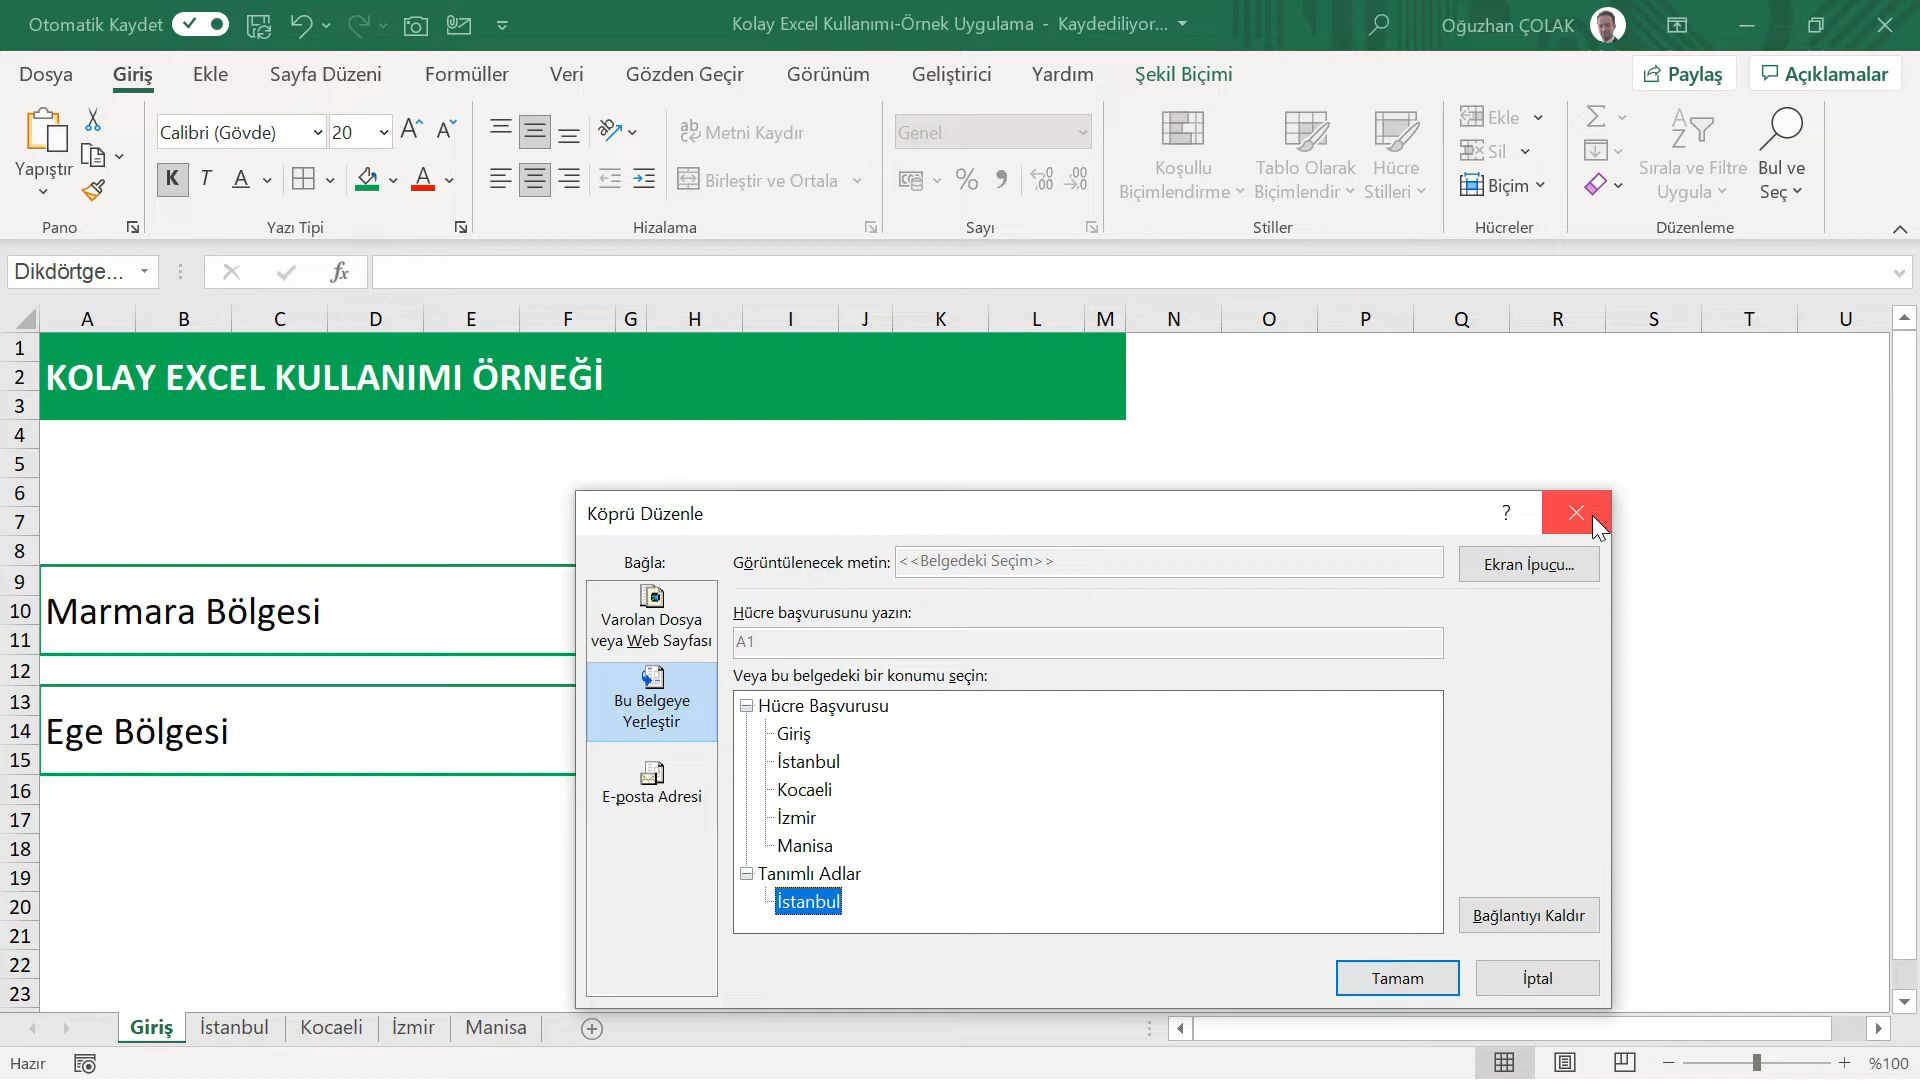 Otomatik Kaydet
Kolay Excel Kullanımı-Örnek Uygulama - Kaydediliyor...
Oğuzhan ÇOLAK
Dosya Giriş Ekle Sayfa Düzeni Formüller Veri Gözden Geçir Görünüm Geliştirici Yardım Şekil Biçimi
Paylaş Açıklamalar
Yapıştır
Pano
Calibri (Gövde) 20
K T A A
Yazı Tipi
Metni Kaydır
Birleştir ve Ortala
Hizalama
Genel
Sayı
Koşullu Biçimlendirme
Tablo Olarak Biçimlendir
Hücre Stilleri
Stiller
Ekle
Sil
Biçim
Hücreler
Sırala ve Filtre Uygula
Bul ve Seç
Düzenleme
Dikdörtge... fx
A B C D E F G H I J K L M N O P Q R S T U
1
2 KOLAY EXCEL KULLANIMI ÖRNEĞİ
3
4
5
6
7
8
9
10 Marmara Bölgesi
11
12
13
14 Ege Bölgesi
15
16
17
18
19
20
21
22
23
Köprü Düzenle ?
Bağla:
Varolan Dosya veya Web Sayfası
Bu Belgeye Yerleştir
E-posta Adresi
Görüntülenecek metin: <<Belgedeki Seçim>>
Ekran İpucu...
Hücre başvurusunu yazın:
A1
Veya bu belgedeki bir konumu seçin:
Hücre Başvurusu
Giriş
İstanbul
Kocaeli
İzmir
Manisa
Tanımlı Adlar
İstanbul
Bağlantıyı Kaldır
Tamam İptal
Giriş İstanbul Kocaeli İzmir Manisa
Hazır
%100